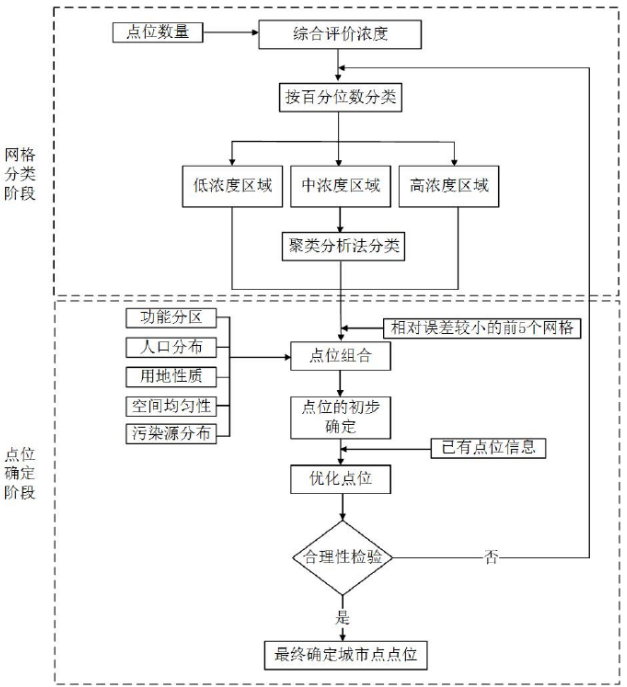 点位数量
综合评价浓度
按百分位数分类
网格
分类
阶段
低浓度区域
中浓度区域
高浓度区域
聚类分析法分类
功能分区
人口分布
用地性质
空间均匀性
污染源分布
相对误差较小的前5个网格
点位组合
点位的初步
确定
已有点位信息
优化点位
点位
确定
阶段
合理性检验
否
是
最终确定城市点点位